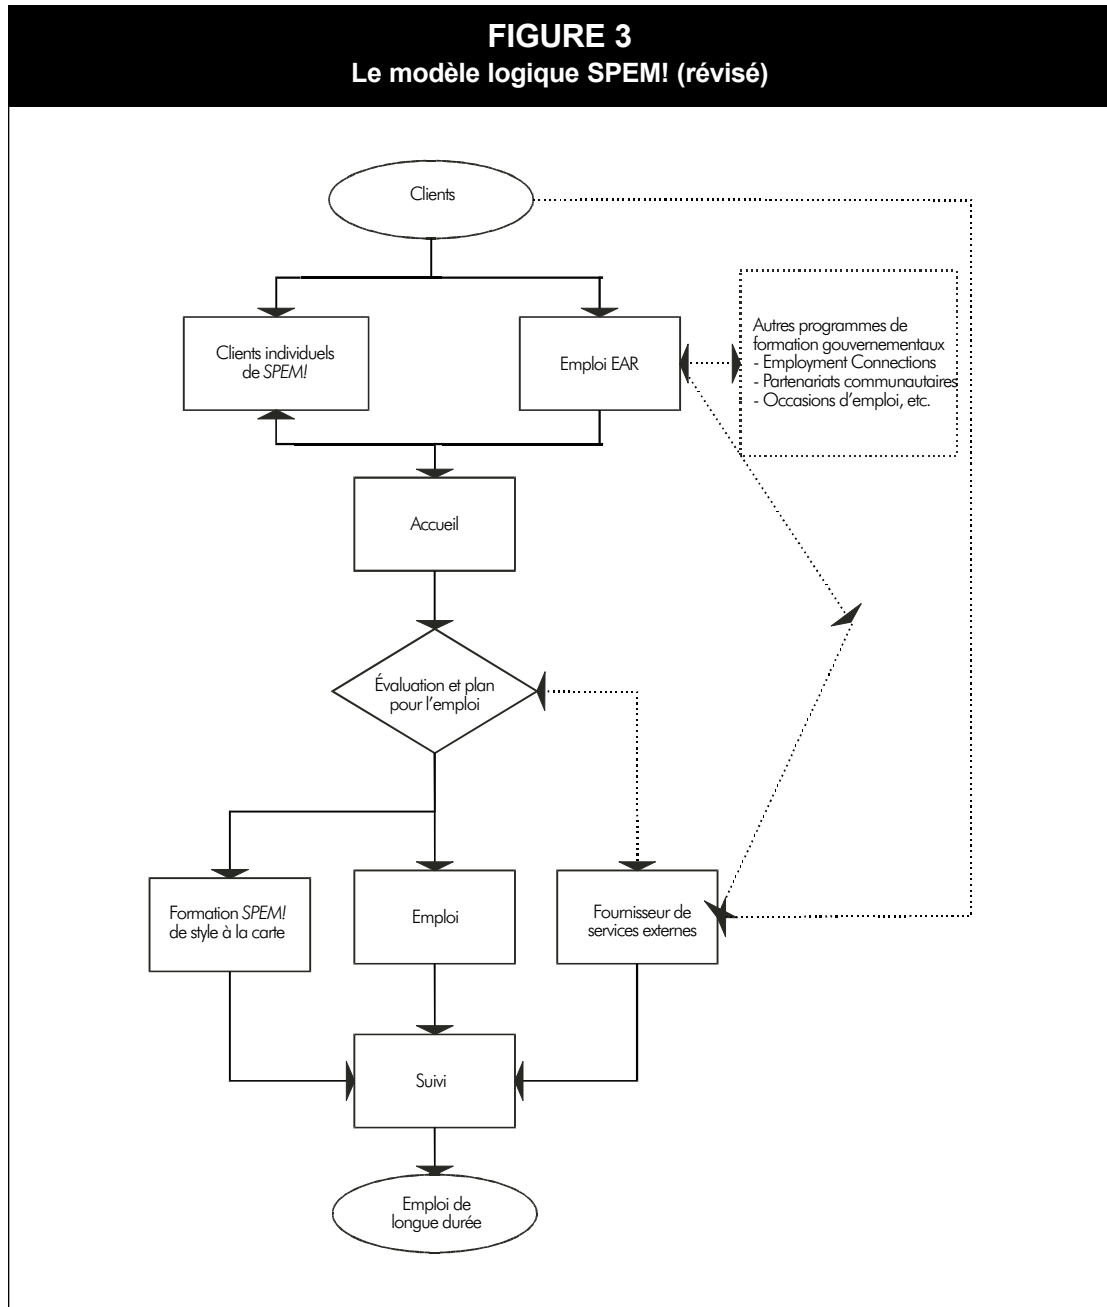 FIGURE 3
Le modèle logique SPEM! (révisé)
Clients
Clients individuels
de SPEM!
Emploi EAR
Autres programmes de
formation gouvernementaux
- Employment Connections
- Partenariats communautaires
- Occasions d'emploi, etc.
Accueil
Évaluation et plan
pour l'emploi
Formation SPEM!
de style à la carte
Emploi
Fournisseur de
services externes
Suivi
Emploi de
longue durée